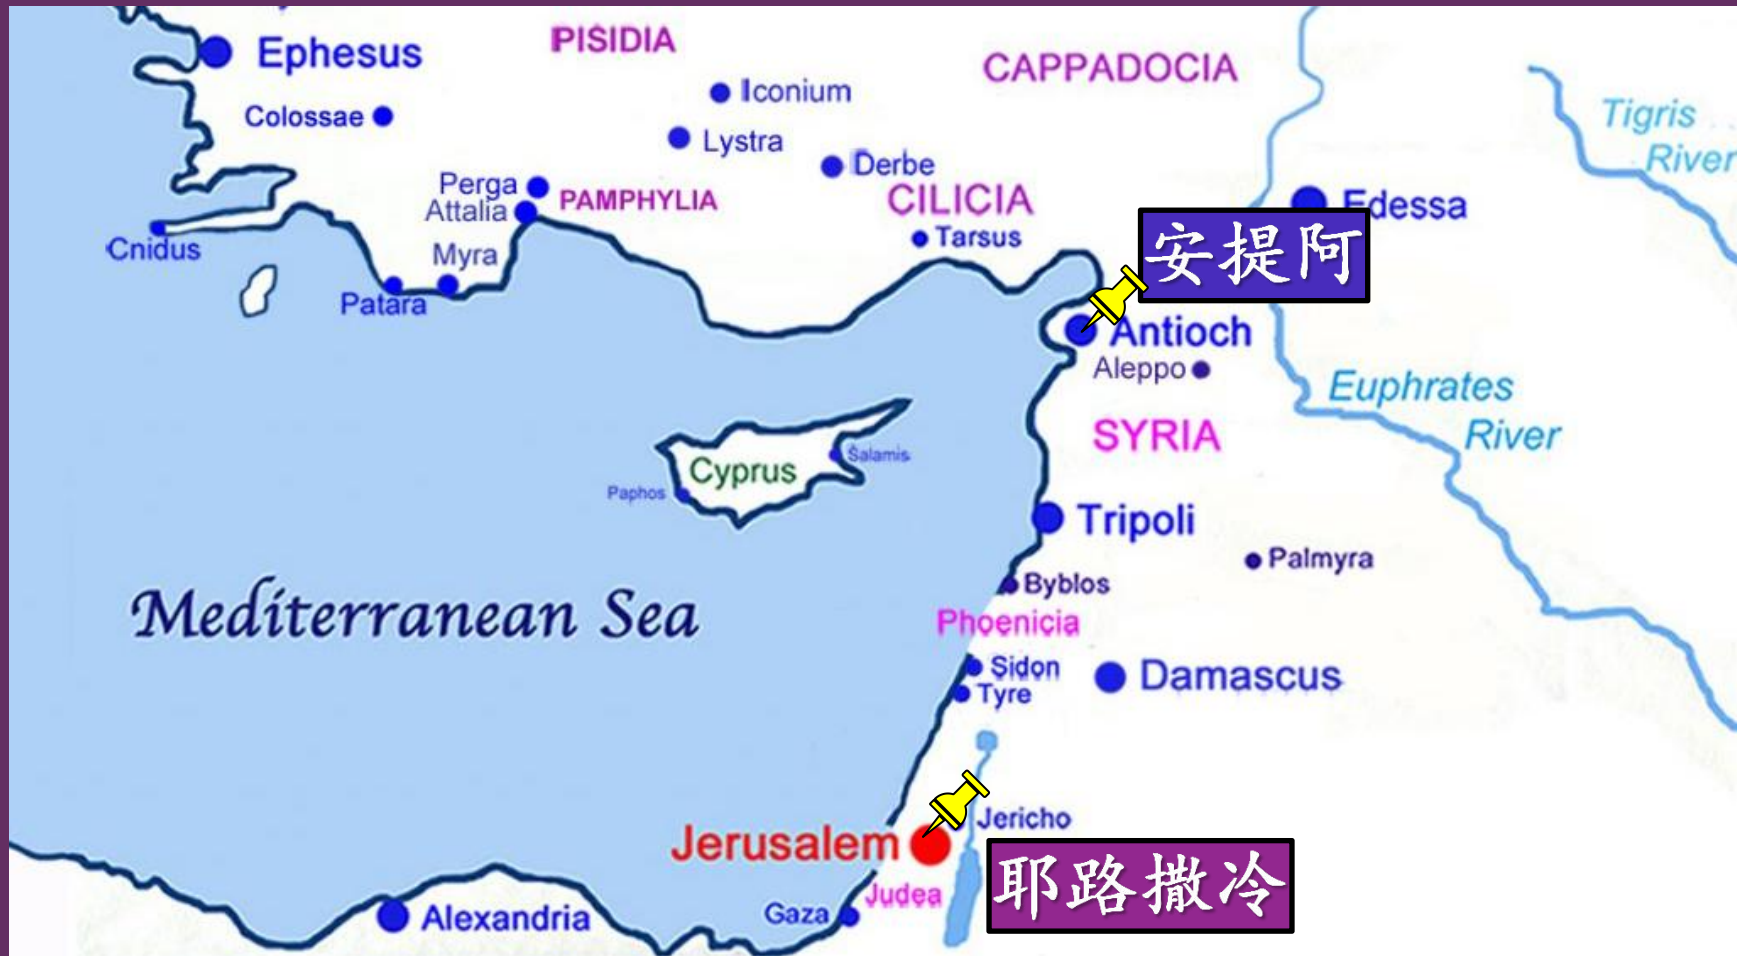 PISIDIA
Ephesus
CAPPADOCIA
Iconium
Colossae
Tigris
River
Lystra
Derbe
Perga
PAMPHYLIA
CILICIA
Attalia
Edessa
Tarsus
Cnidus
Myra
安提阿
Patara
Antioch
Aleppo
Euphrates
River
SYRIA
Salamis
Cyprus
Paphos
Tripoli
Palmyra
Byblos
Mediterranean Sea
Phoenicia
Sidon
Damascus
Tyre
Jericho
Jerusalem
耶路撒冷
Judea
Gaza
Alexandria